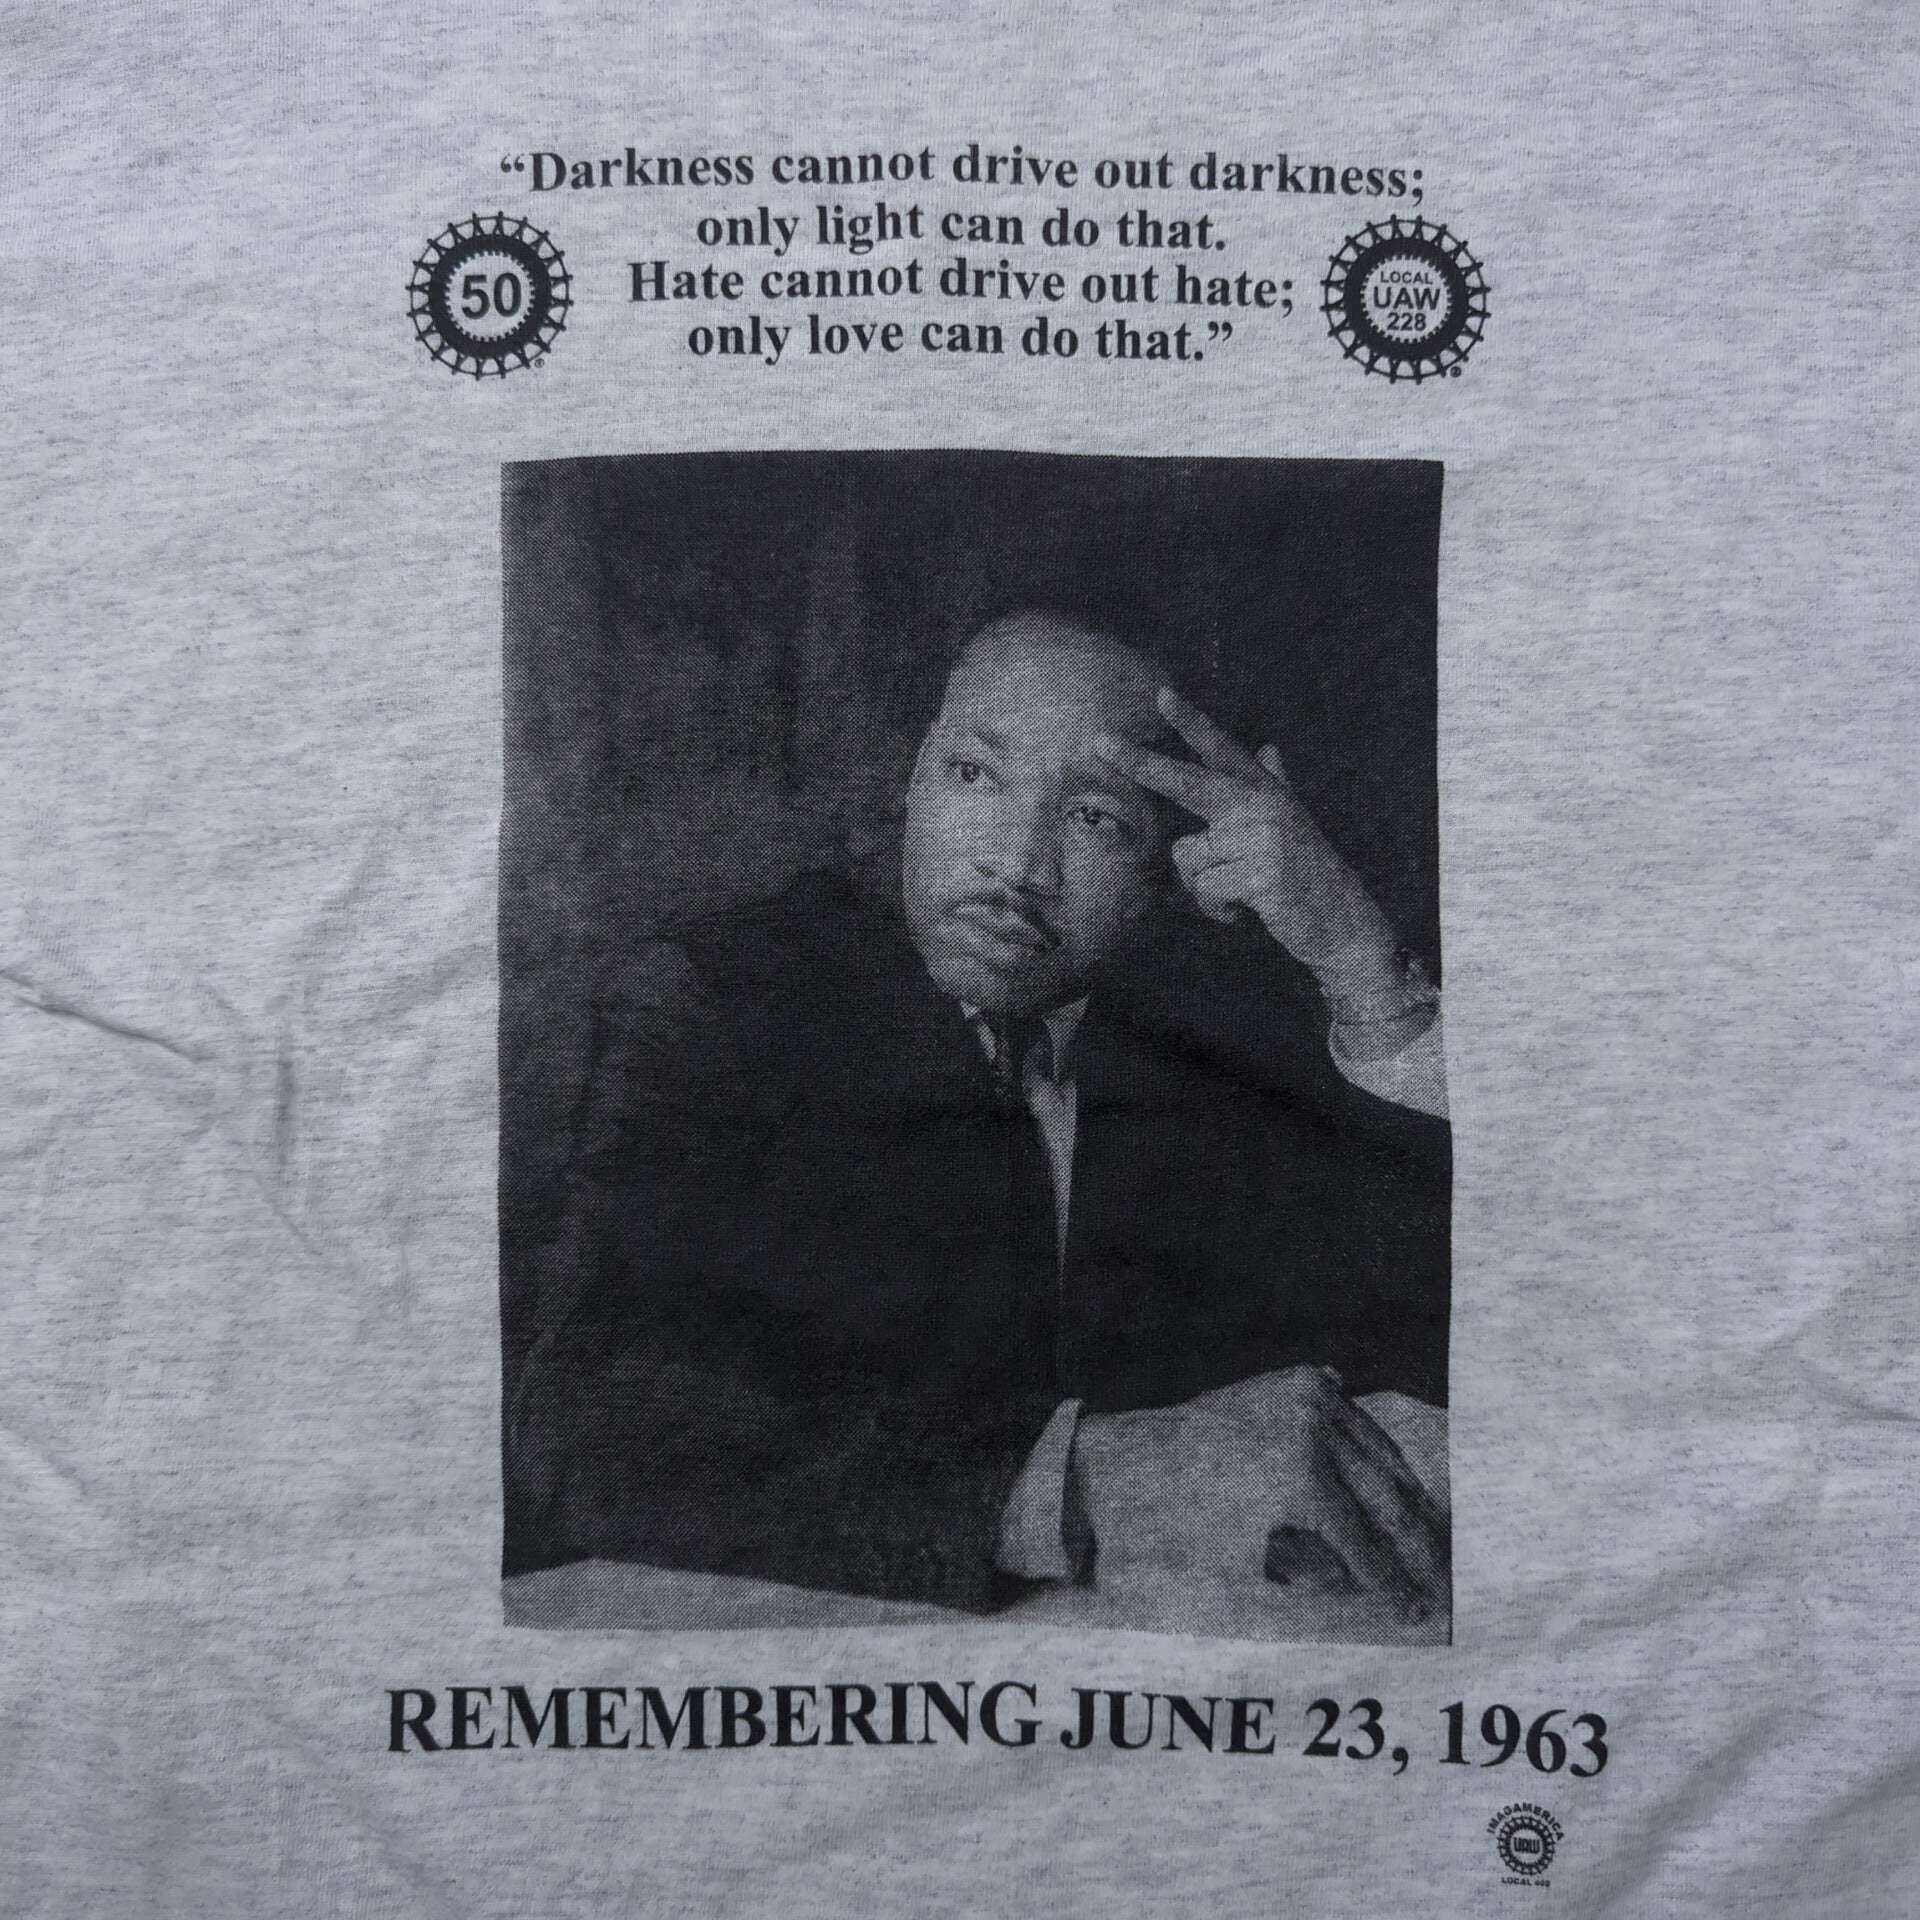 “Darkness cannot drive out darkness;
only light can do that.
Hate cannot drive out hate;
only love can do that.”
50
®
LOCAL
UAW
228
®
REMEMBERING JUNE 23, 1963
IMAGAMERICA
UAW
LOCAL